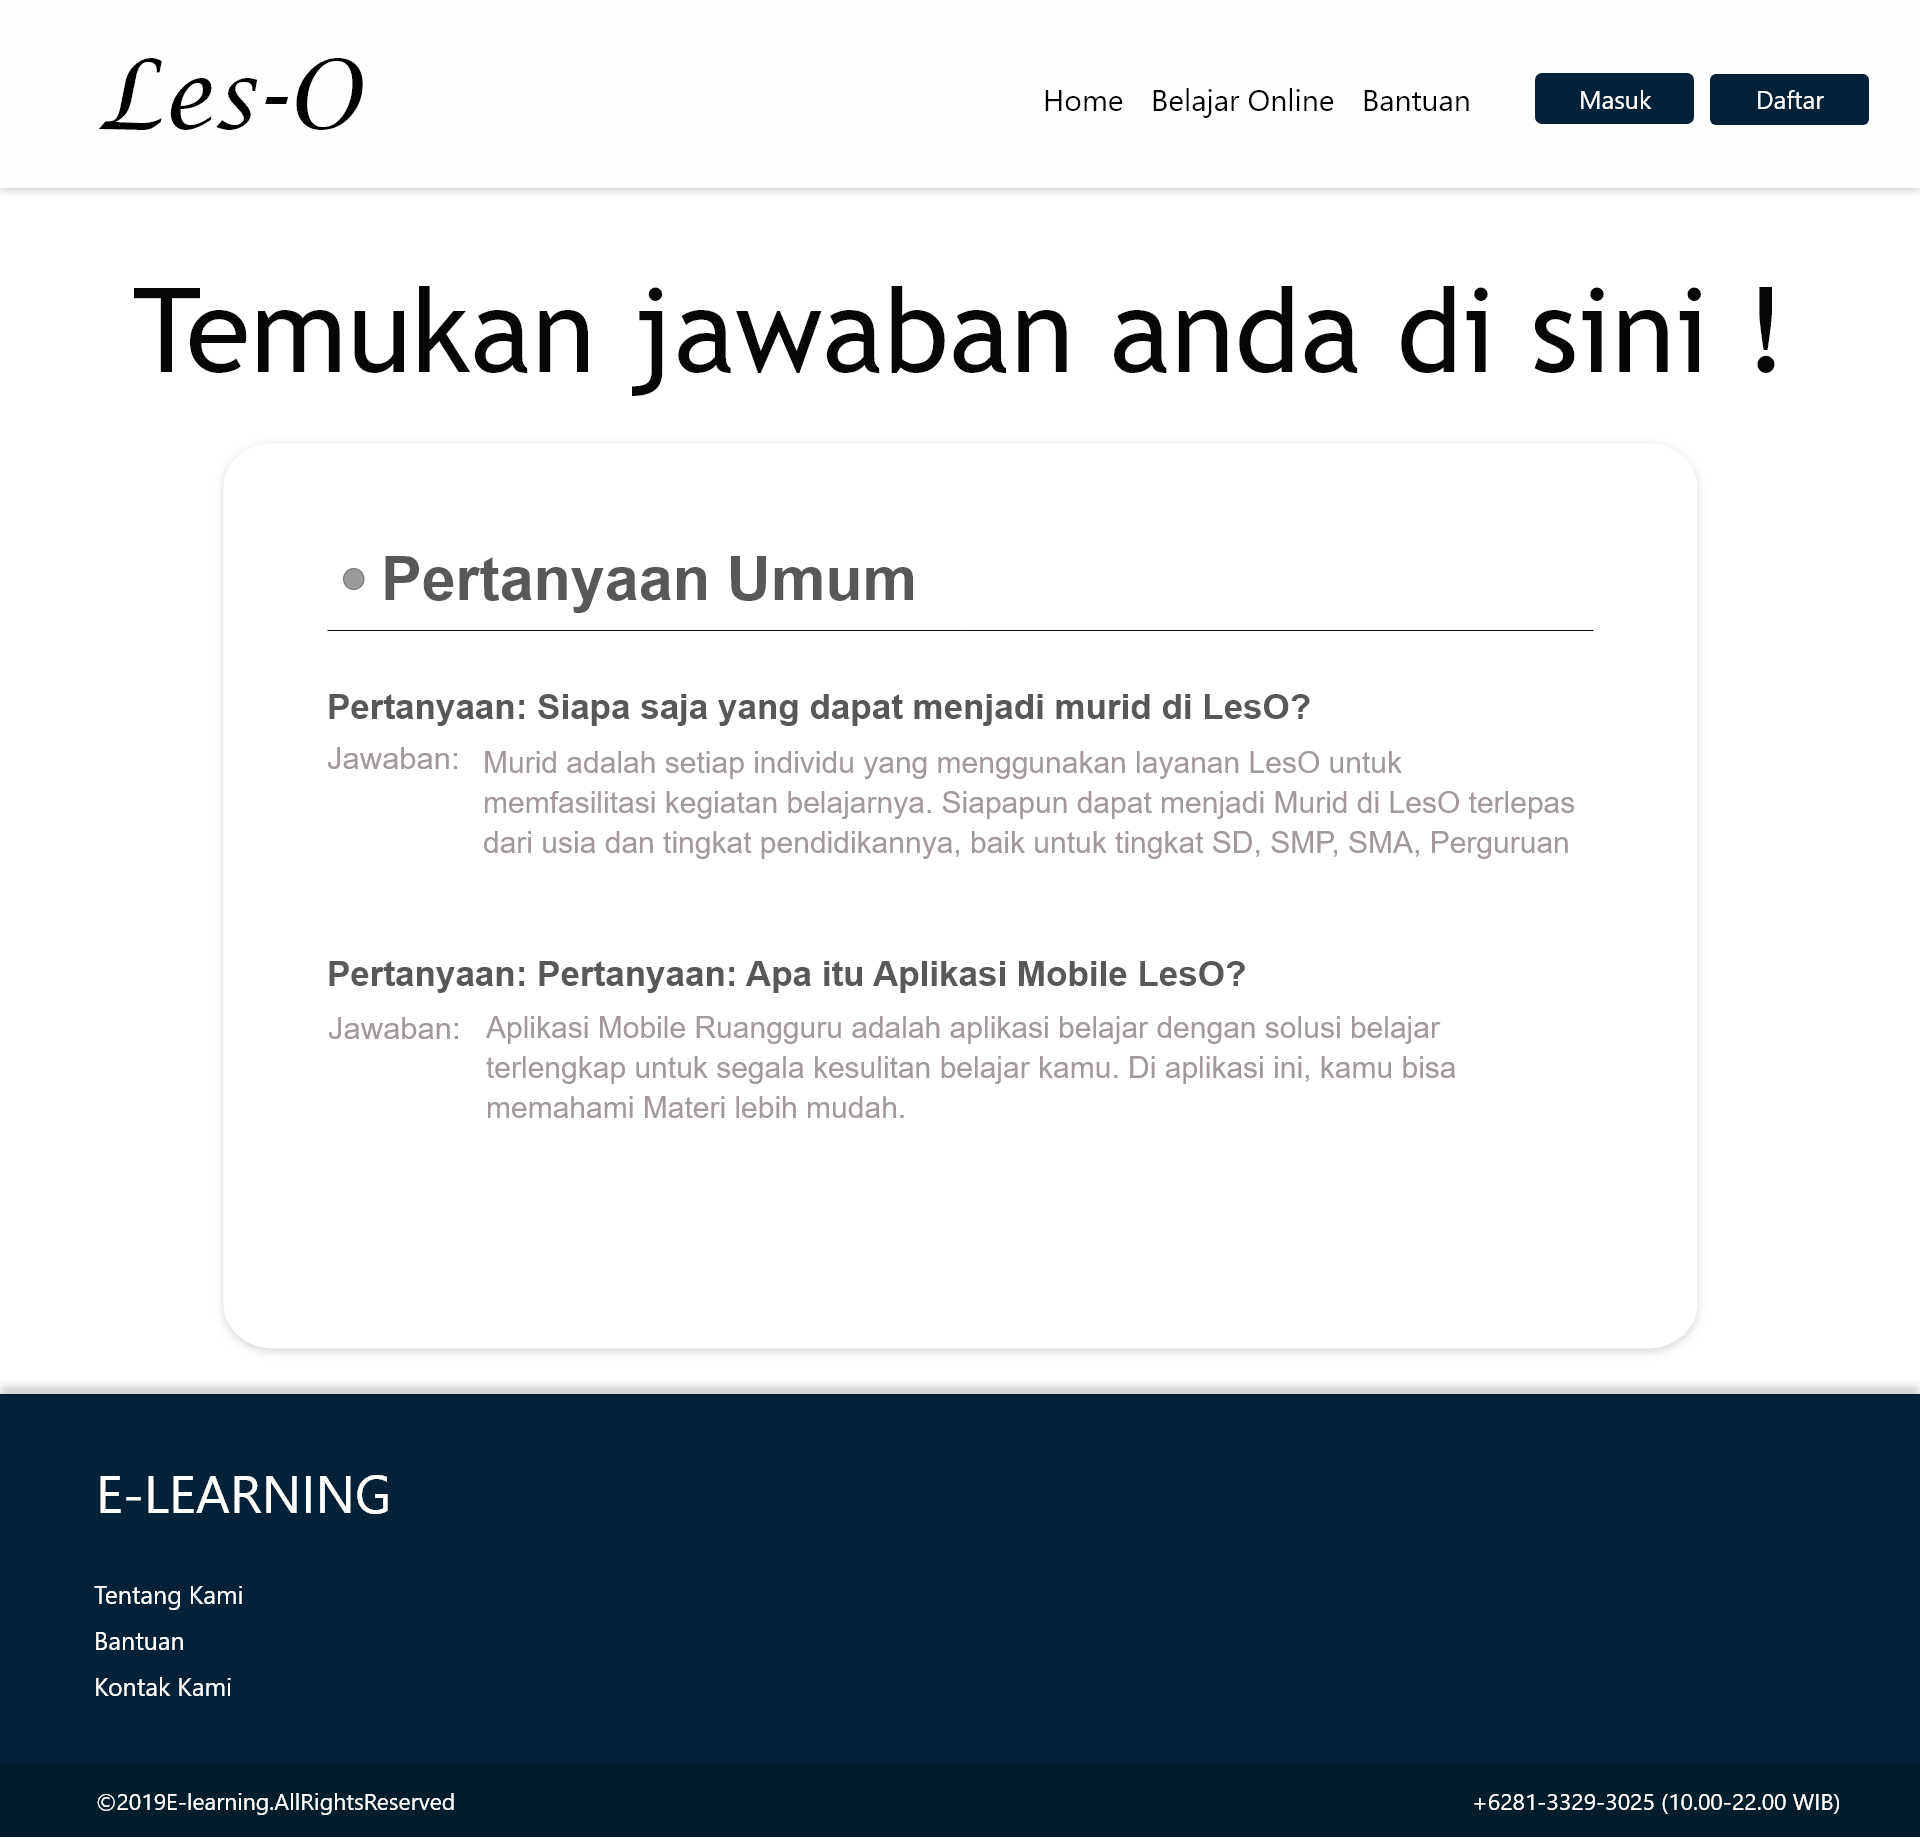 Les-O
Home Belajar Online Bantuan Masuk Daftar
Temukan jawaban anda di sini !
Pertanyaan Umum
Pertanyaan: Siapa saja yang dapat menjadi murid di LesO?
Jawaban: Murid adalah setiap individu yang menggunakan layanan LesO untuk
memfasilitasi kegiatan belajarnya. Siapapun dapat menjadi Murid di LesO terlepas
dari usia dan tingkat pendidikannya, baik untuk tingkat SD, SMP, SMA, Perguruan
Pertanyaan: Pertanyaan: Apa itu Aplikasi Mobile LesO?
Jawaban: Aplikasi Mobile Ruangguru adalah aplikasi belajar dengan solusi belajar
terlengkap untuk segala kesulitan belajar kamu. Di aplikasi ini, kamu bisa
memahami Materi lebih mudah.
E-LEARNING
Tentang Kami
Bantuan
Kontak Kami
©2019E-learning.AllRightsReserved +6281-3329-3025 (10.00-22.00 WIB)